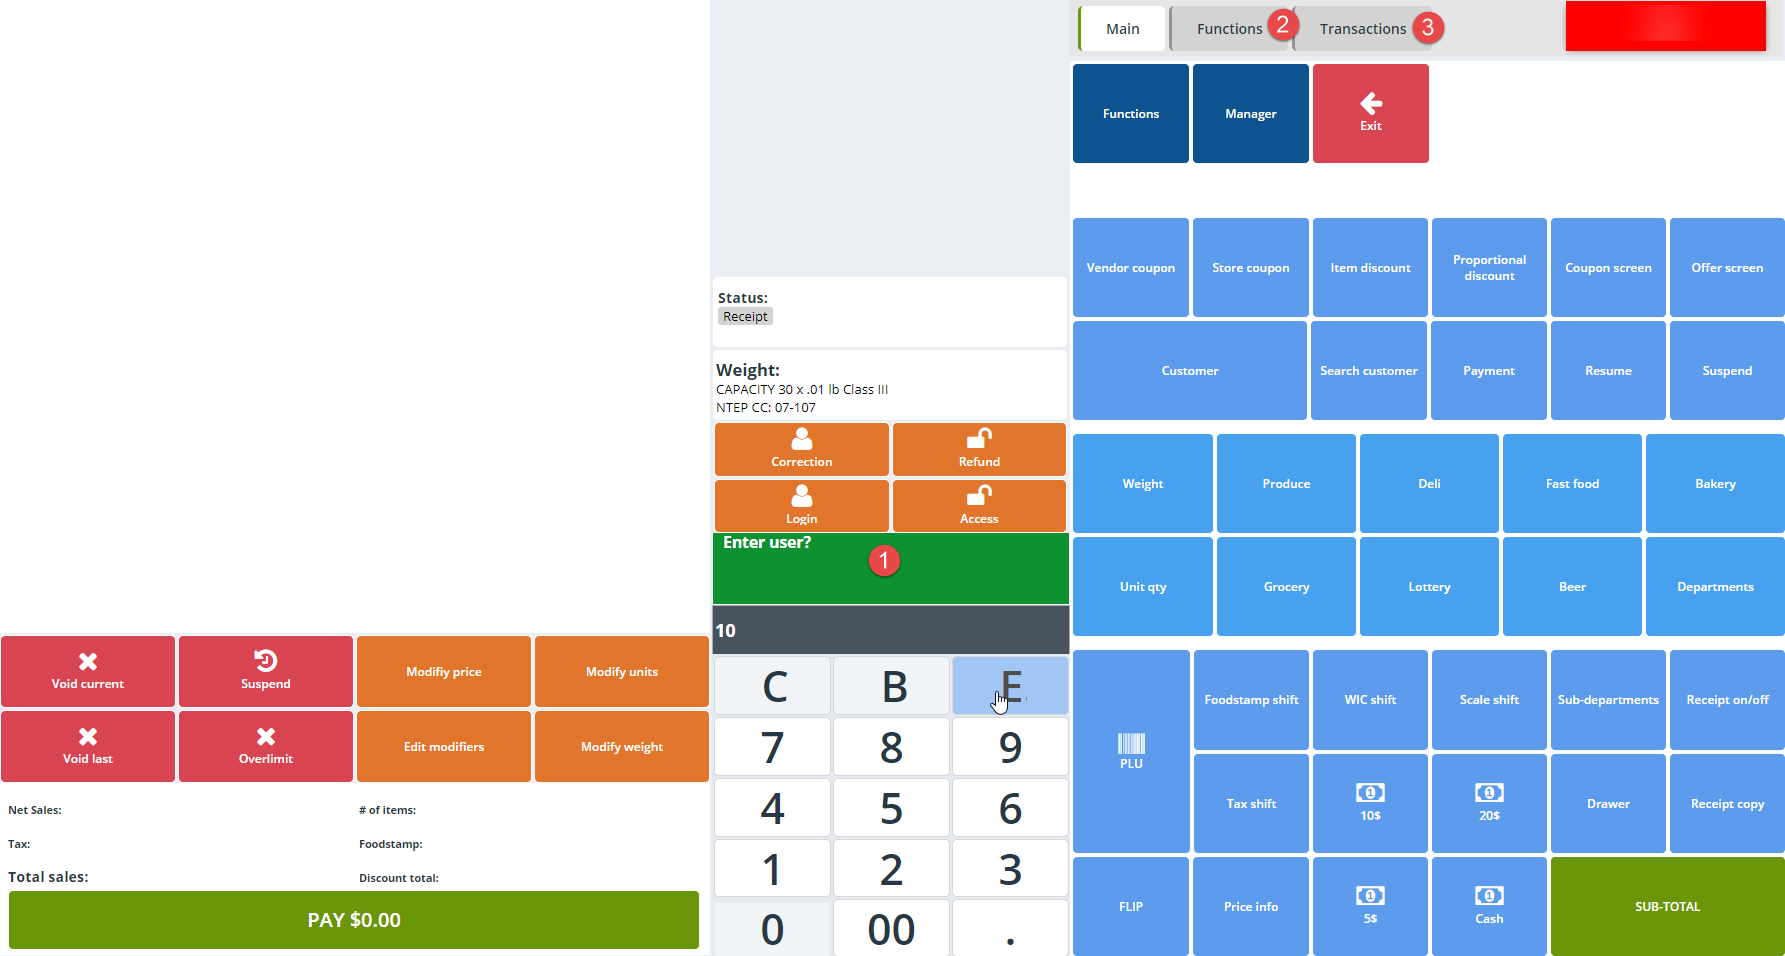 Main
Functions
2
Transactions
3
Functions
Manager
Exit
Status:
Receipt
Vendor coupon
Store coupon
Item discount
Proportional
discount
Coupon screen
Offer screen
Weight:
CAPACITY 30 x .01 lb Class III
NTEP CC: 07-107
Customer
Search customer
Payment
Resume
Suspend
Correction
Refund
Login
Access
Weight
Produce
Deli
Fast food
Bakery
Enter user?
1
Unit qty
Grocery
Lottery
Beer
Departments
10
Void current
Suspend
Modifiy price
Modify units
Void last
Overlimit
Edit modifiers
Modify weight
C
B
E
7
8
9
4
5
6
1
2
3
0
00
.
PLU
Foodstamp shift
WIC shift
Scale shift
Sub-departments
Receipt on/off
Tax shift
10$
20$
Drawer
Receipt copy
FLIP
Price info
5$
Cash
SUB-TOTAL
Net Sales:
# of items:
Tax:
Foodstamp:
Total sales:
Discount total:
PAY $0.00